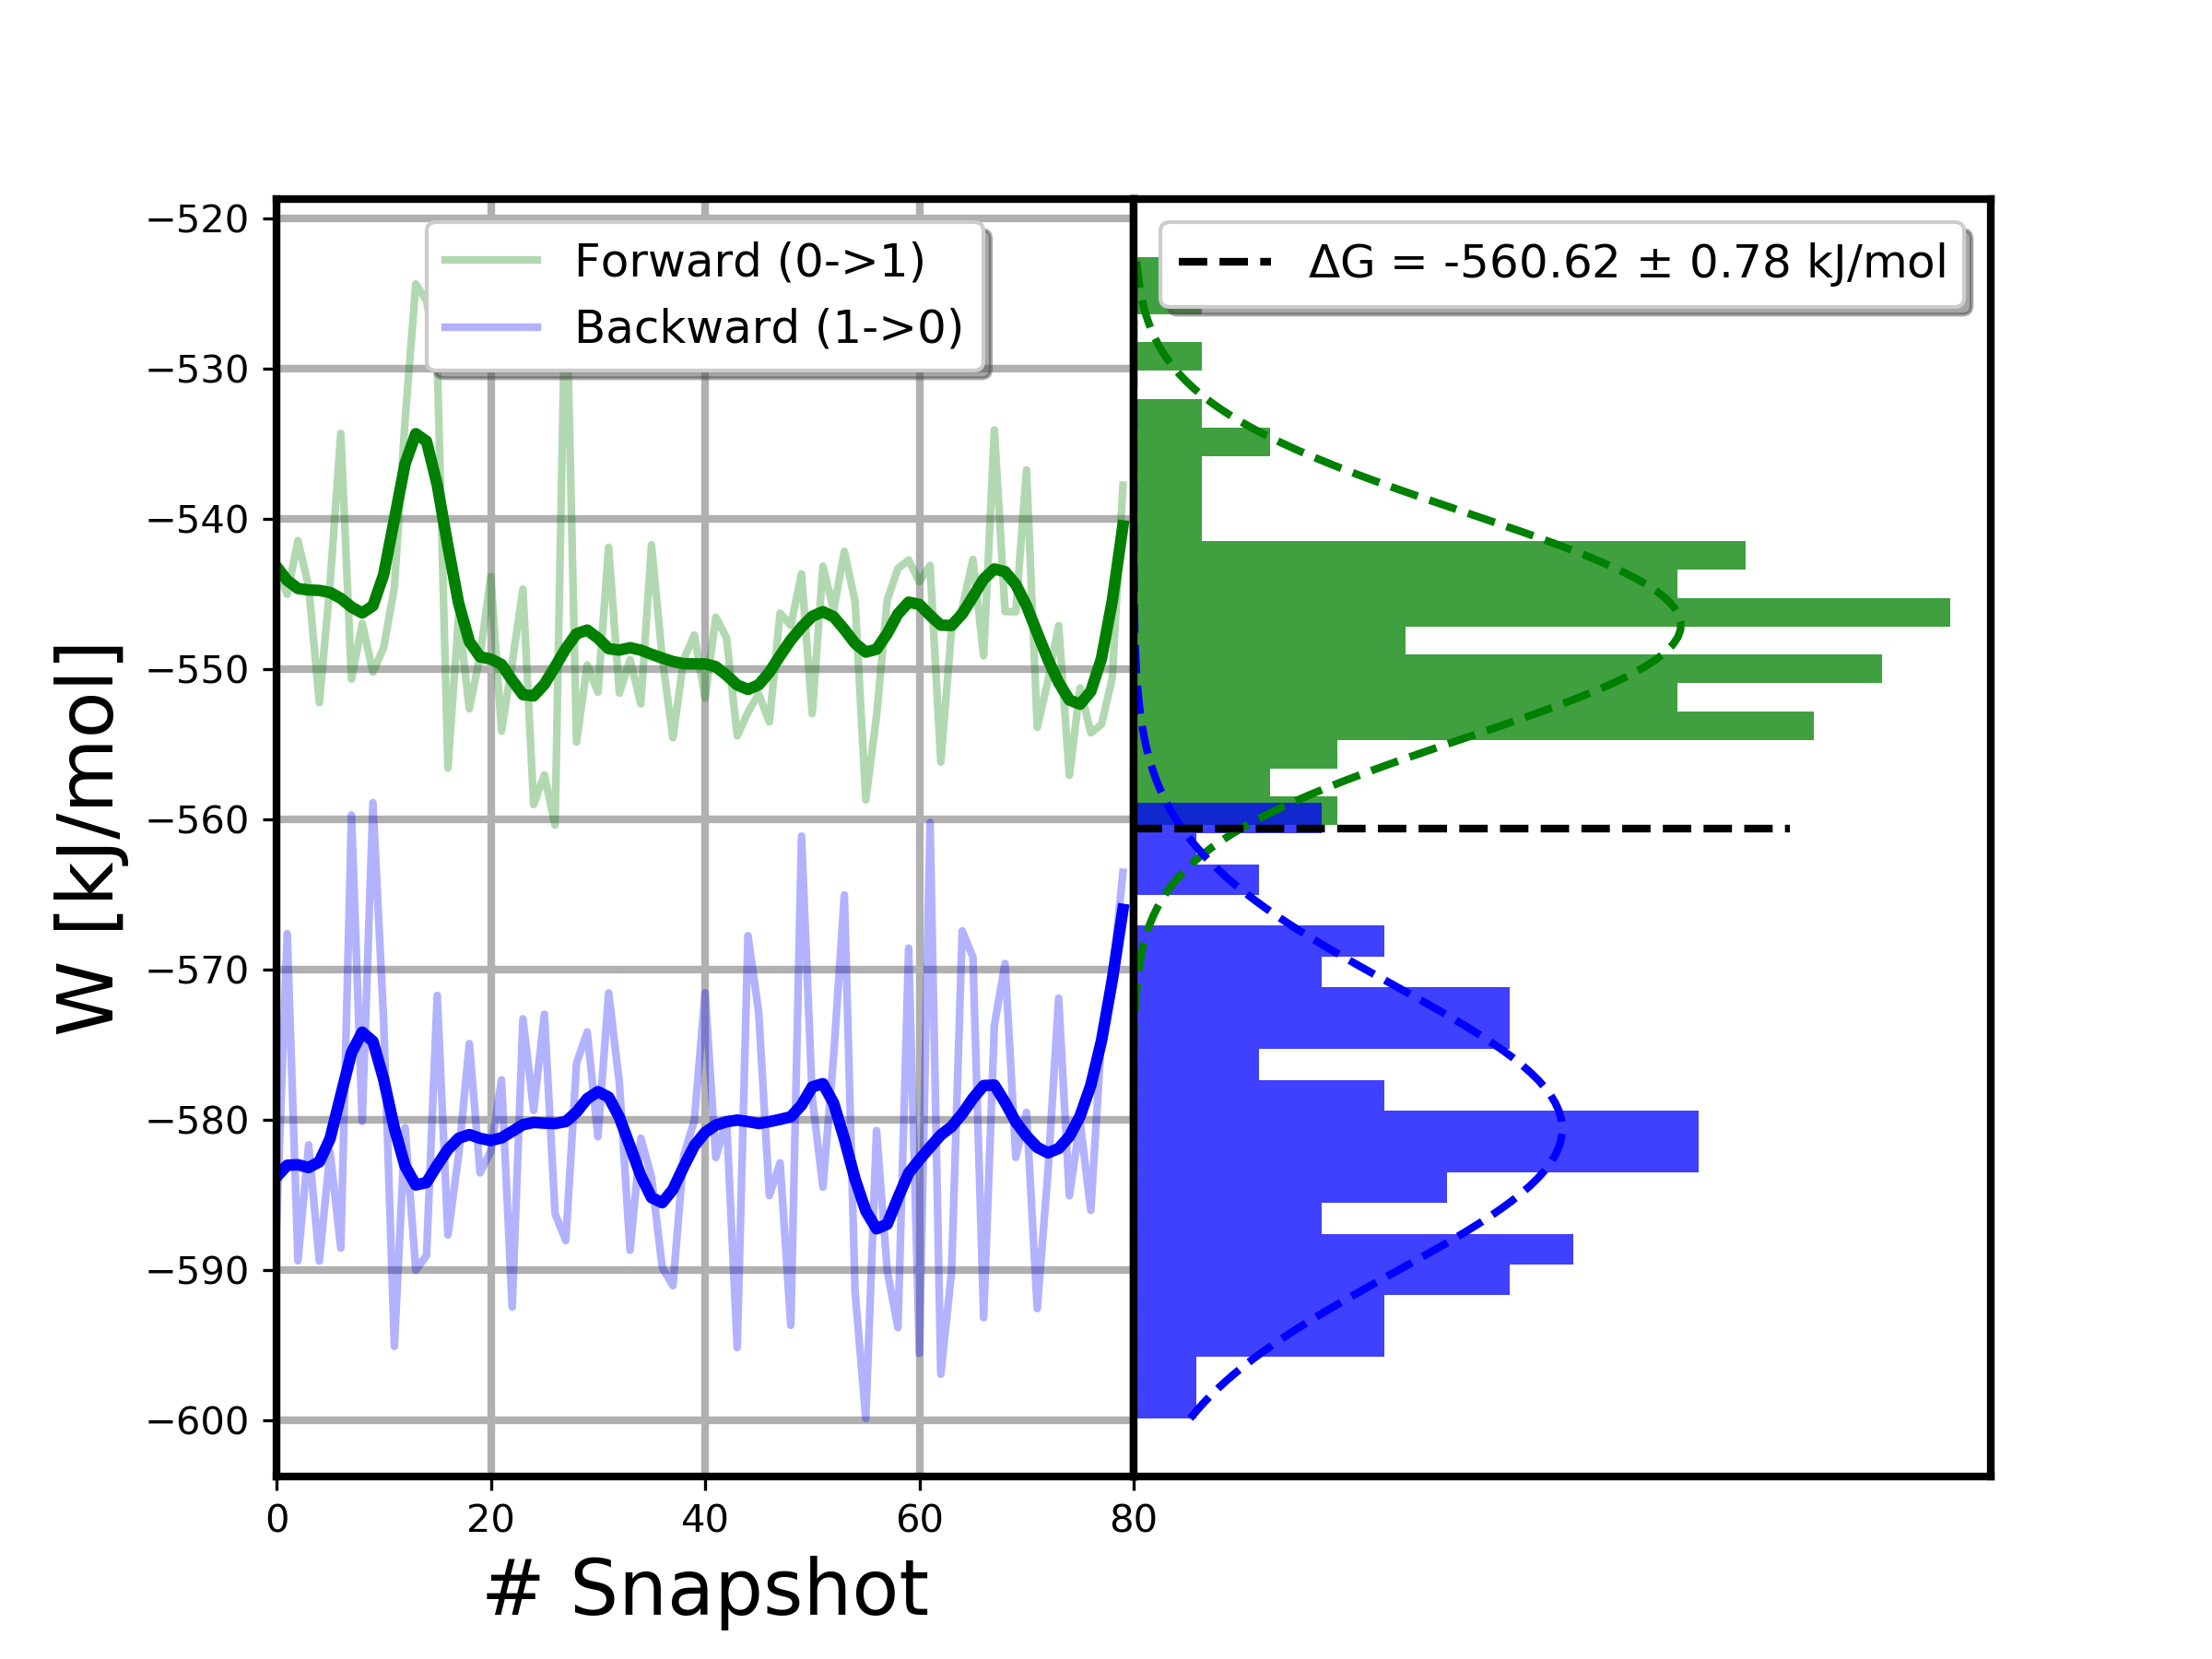 −520
−530
−540
−550
−560
−570
−580
−590
−600
W [kJ/mol]
0 20 40 60 80
# Snapshot
Forward (0->1)
Backward (1->0)
ΔG = -560.62 ± 0.78 kJ/mol